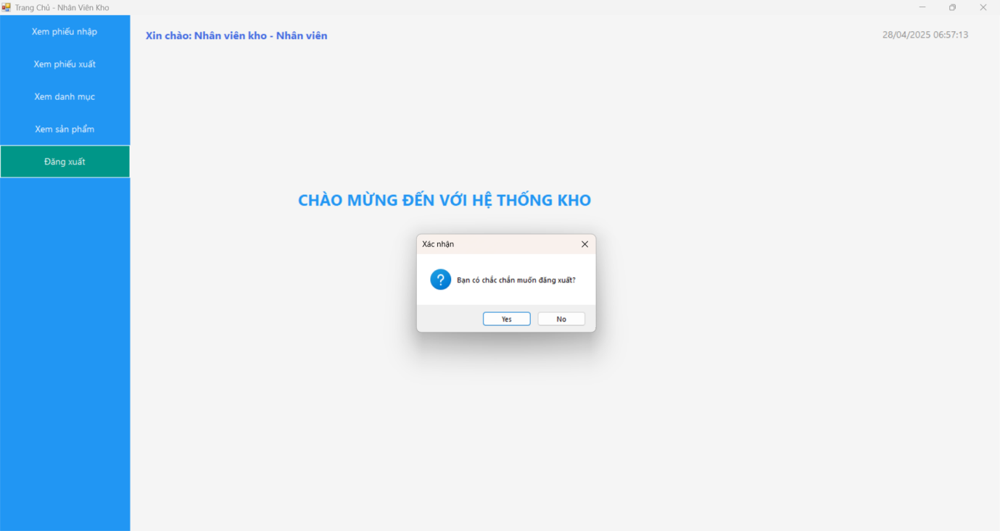 Trang Chủ - Nhân Viên Kho
Xem phiếu nhập
Xem phiếu xuất
Xem danh mục
Xem sản phẩm
Đăng xuất
Xin chào: Nhân viên kho - Nhân viên
28/04/2025 06:57:13
CHÀO MỪNG ĐẾN VỚI HỆ THỐNG KHO
Xác nhận
Bạn có chắc chắn muốn đăng xuất?
Yes
No